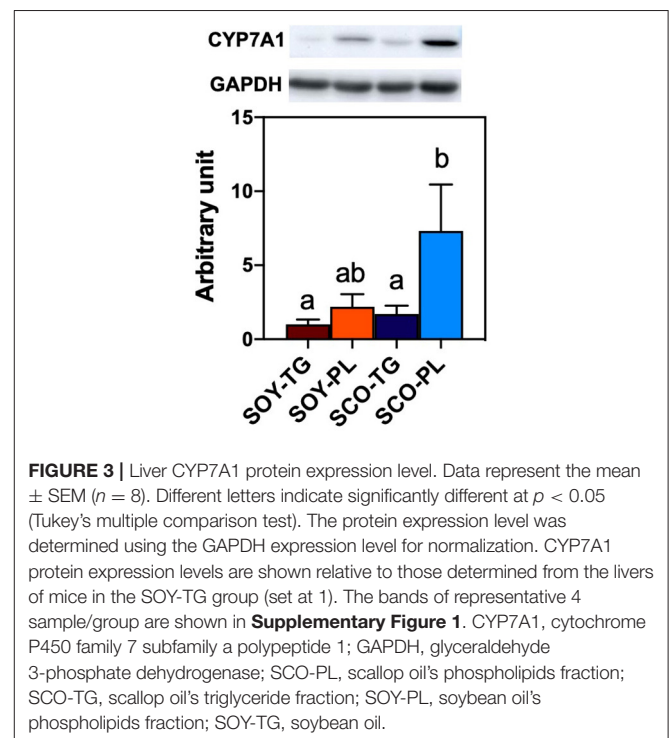 CYP7A1
GAPDH
15
10
5
0
Arbitrary unit
a
ab
a
b
SOY-TG
SOY-PL
SCO-TG
SCO-PL
FIGURE 3 | Liver CYP7A1 protein expression level. Data represent the mean
± SEM (n = 8). Different letters indicate significantly different at p < 0.05
(Tukey's multiple comparison test). The protein expression level was
determined using the GAPDH expression level for normalization. CYP7A1
protein expression levels are shown relative to those determined from the livers
of mice in the SOY-TG group (set at 1). The bands of representative 4
sample/group are shown in Supplementary Figure 1. CYP7A1, cytochrome
P450 family 7 subfamily a polypeptide 1; GAPDH, glyceraldehyde
3-phosphate dehydrogenase; SCO-PL, scallop oil's phospholipids fraction;
SCO-TG, scallop oil's triglyceride fraction; SOY-PL, soybean oil's
phospholipids fraction; SOY-TG, soybean oil.